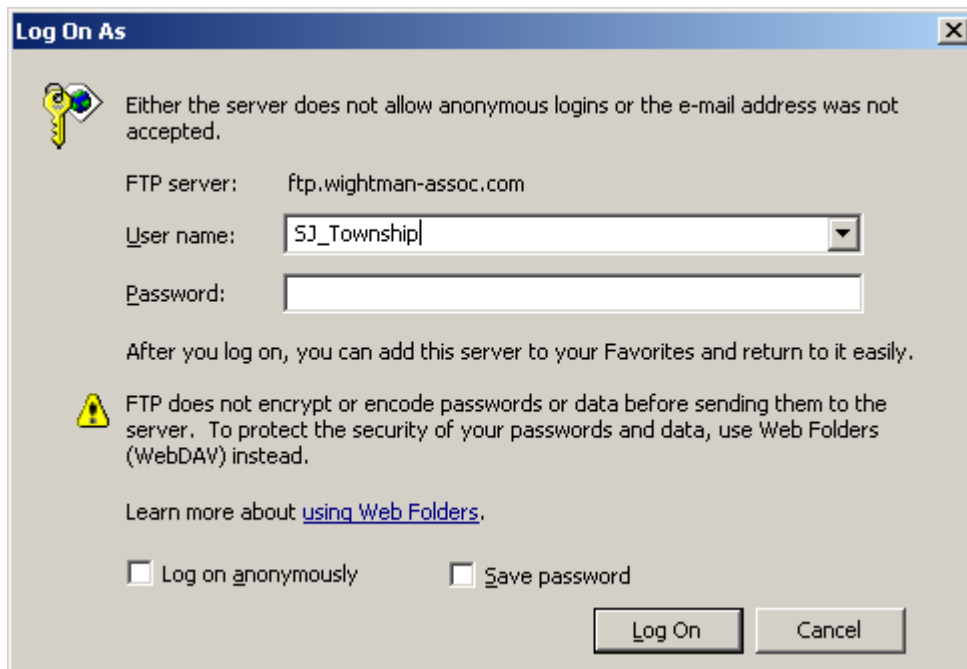 Log On As
Either the server does not allow anonymous logins or the e-mail address was not
accepted.
FTP server: ftp.wightman-assoc.com
User name: SJ_Township
Password:
After you log on, you can add this server to your Favorites and return to it easily.
FTP does not encrypt or encode passwords or data before sending them to the
server. To protect the security of your passwords and data, use Web Folders
(WebDAV) instead.
Learn more about using Web Folders.
Log on anonymously Save password
Log On Cancel